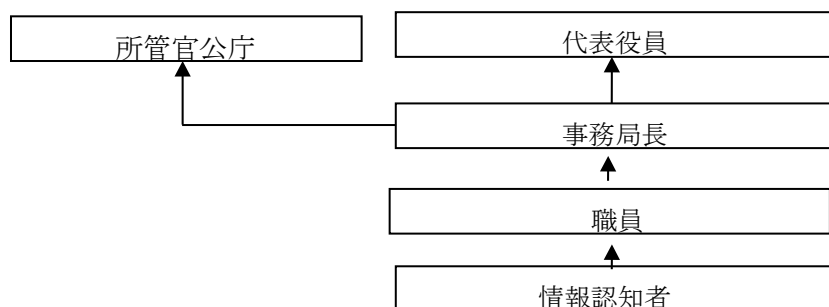 所管官公庁
代表役員
事務局長
職員
情報認知者